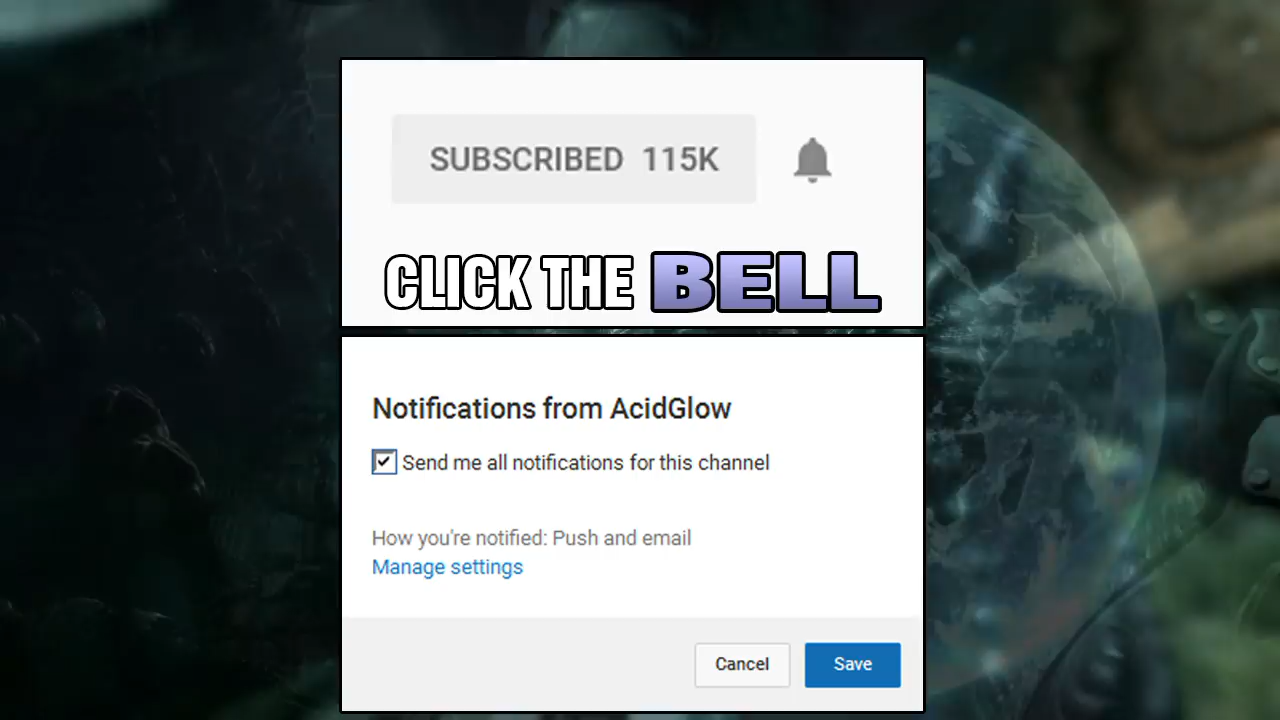 SUBSCRIBED 115K
CLICK THE BELL
Notifications from AcidGlow
Send me all notifications for this channel
How you're notified: Push and email
Manage settings
Cancel Save